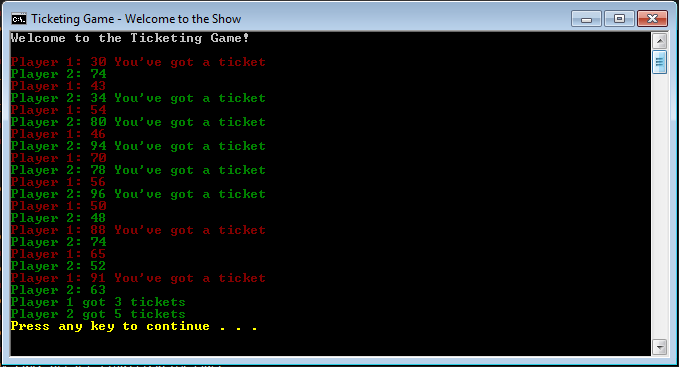 Ticketing Game - Welcome to the Show
Welcome to the Ticketing Game!
Player 1: 30 You've got a ticket
Player 2: 74
Player 1: 43
Player 2: 34 You've got a ticket
Player 1: 54
Player 2: 80 You've got a ticket
Player 1: 46
Player 2: 94 You've got a ticket
Player 1: 70
Player 2: 78 You've got a ticket
Player 1: 56
Player 2: 96 You've got a ticket
Player 1: 50
Player 2: 48
Player 1: 88 You've got a ticket
Player 2: 74
Player 1: 65
Player 2: 52
Player 1: 91 You've got a ticket
Player 2: 63
Player 1 got 3 tickets
Player 2 got 5 tickets
Press any key to continue . . .